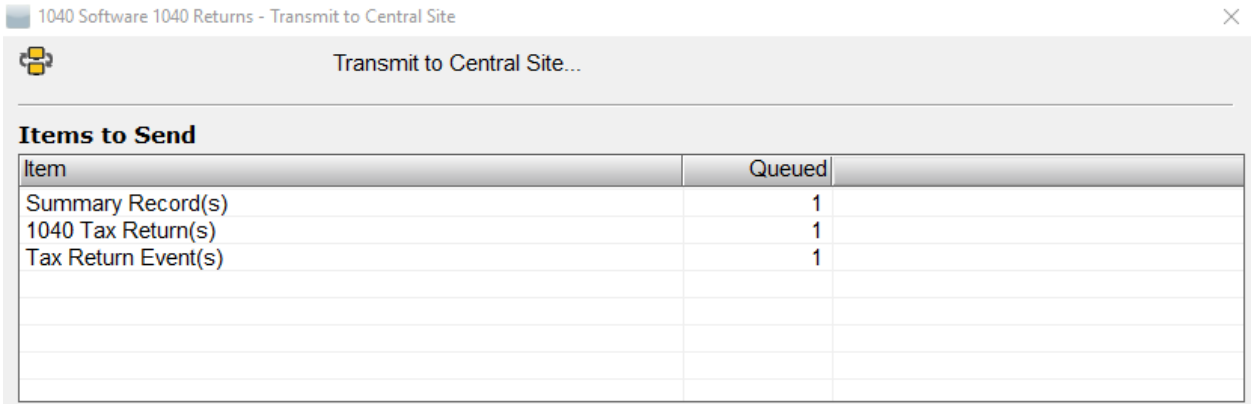 1040 Software 1040 Returns - Transmit to Central Site
Transmit to Central Site...
Items to Send
Item Queued
Summary Record(s) 1
1040 Tax Return(s) 1
Tax Return Event(s) 1